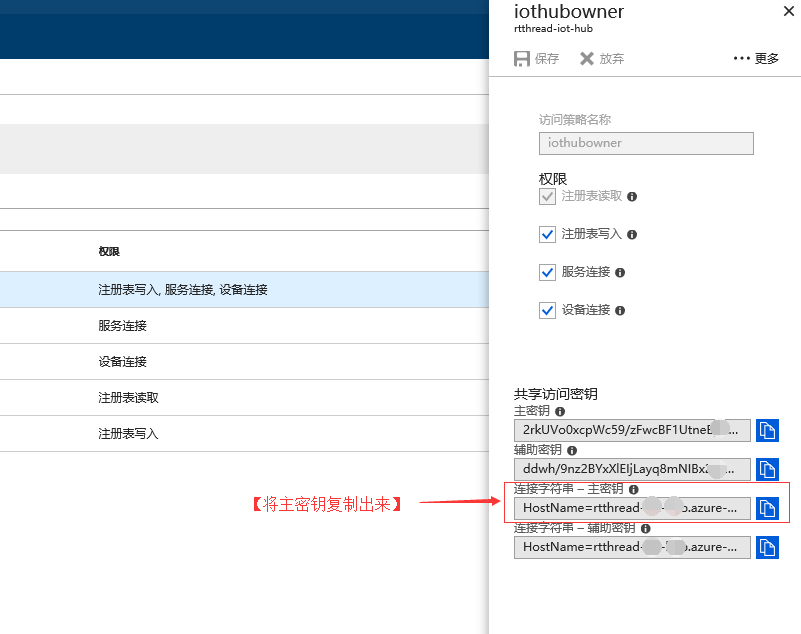 iothubowner
rtthread-iot-hub
保存 放弃 更多
访问策略名称
iothubowner
权限
注册表读取
注册表写入
服务连接
设备连接
权限
注册表写入, 服务连接, 设备连接
服务连接
设备连接
注册表读取
注册表写入
共享访问密钥
主密钥
2rkUVo0xcpWc59/zFwcBF1Utne...
辅助密钥
ddwh/9nz2BYxXlEIjLayq8mNIBx...
连接字符串 – 主密钥
【将主密钥复制出来】
HostName=rtthread- .azure-...
连接字符串 – 辅助密钥
HostName=rtthread- .azure-...